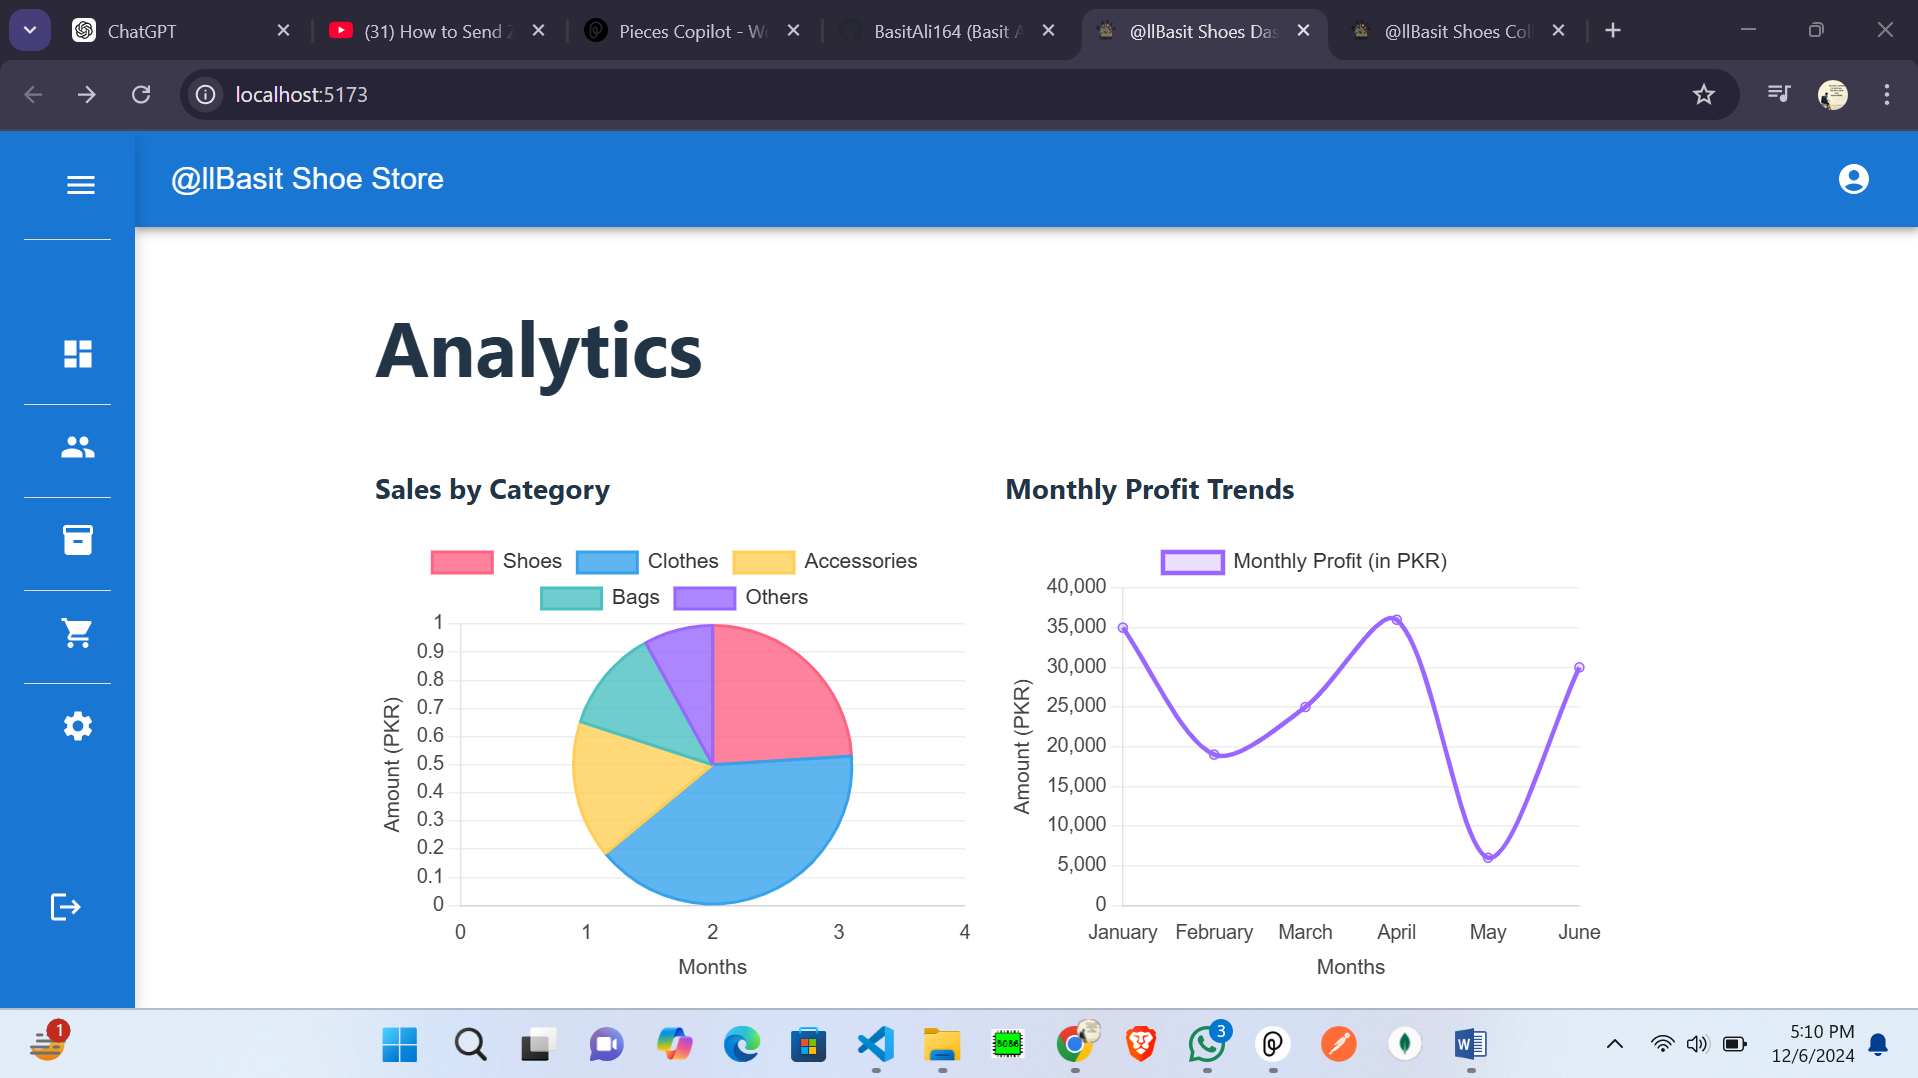 ChatGPT
(31) How to Send
Pieces Copilot - W
BasitAli164 (Basit A
@llBasit Shoes Das
@llBasit Shoes Col
localhost:5173
@llBasit Shoe Store
Analytics
Sales by Category
Shoes Clothes Accessories
Bags Others
1
0.9
0.8
0.7
0.6
0.5
0.4
0.3
0.2
0.1
0
Amount (PKR)
0 1 2 3 4
Months
Monthly Profit Trends
Monthly Profit (in PKR)
40,000
35,000
30,000
25,000
20,000
15,000
10,000
5,000
0
Amount (PKR)
January February March April May June
Months
1
8086
3
5:10 PM
12/6/2024